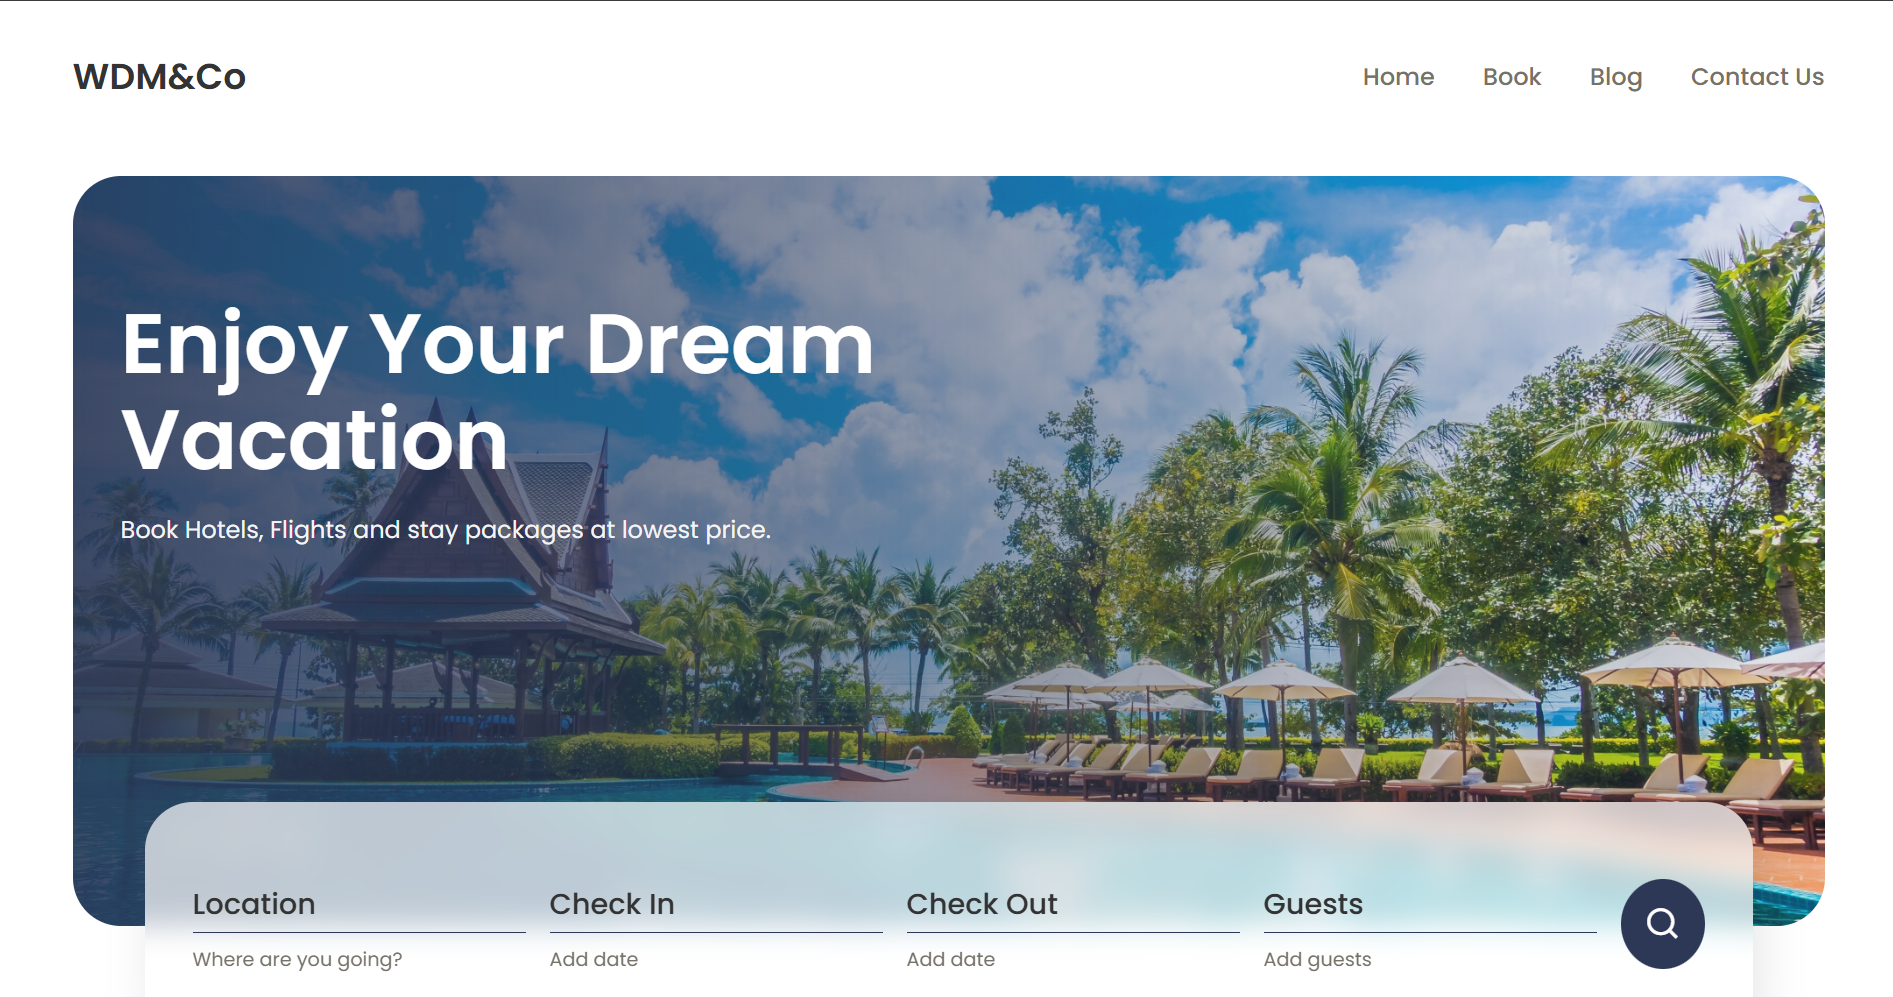 WDM&Co
Home
Book
Blog
Contact Us
Enjoy Your Dream
Vacation
Book Hotels, Flights and stay packages at lowest price.
Location
Check In
Check Out
Guests
Where are you going?
Add date
Add date
Add guests